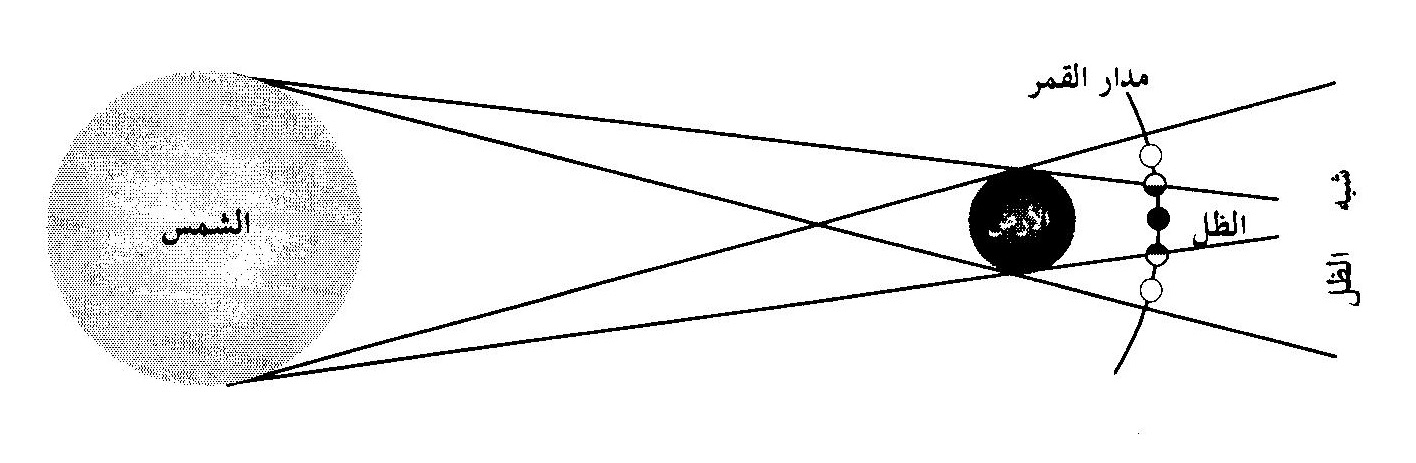 مدار القمر
الشمس
الأرض
الظل
شبه
الظل